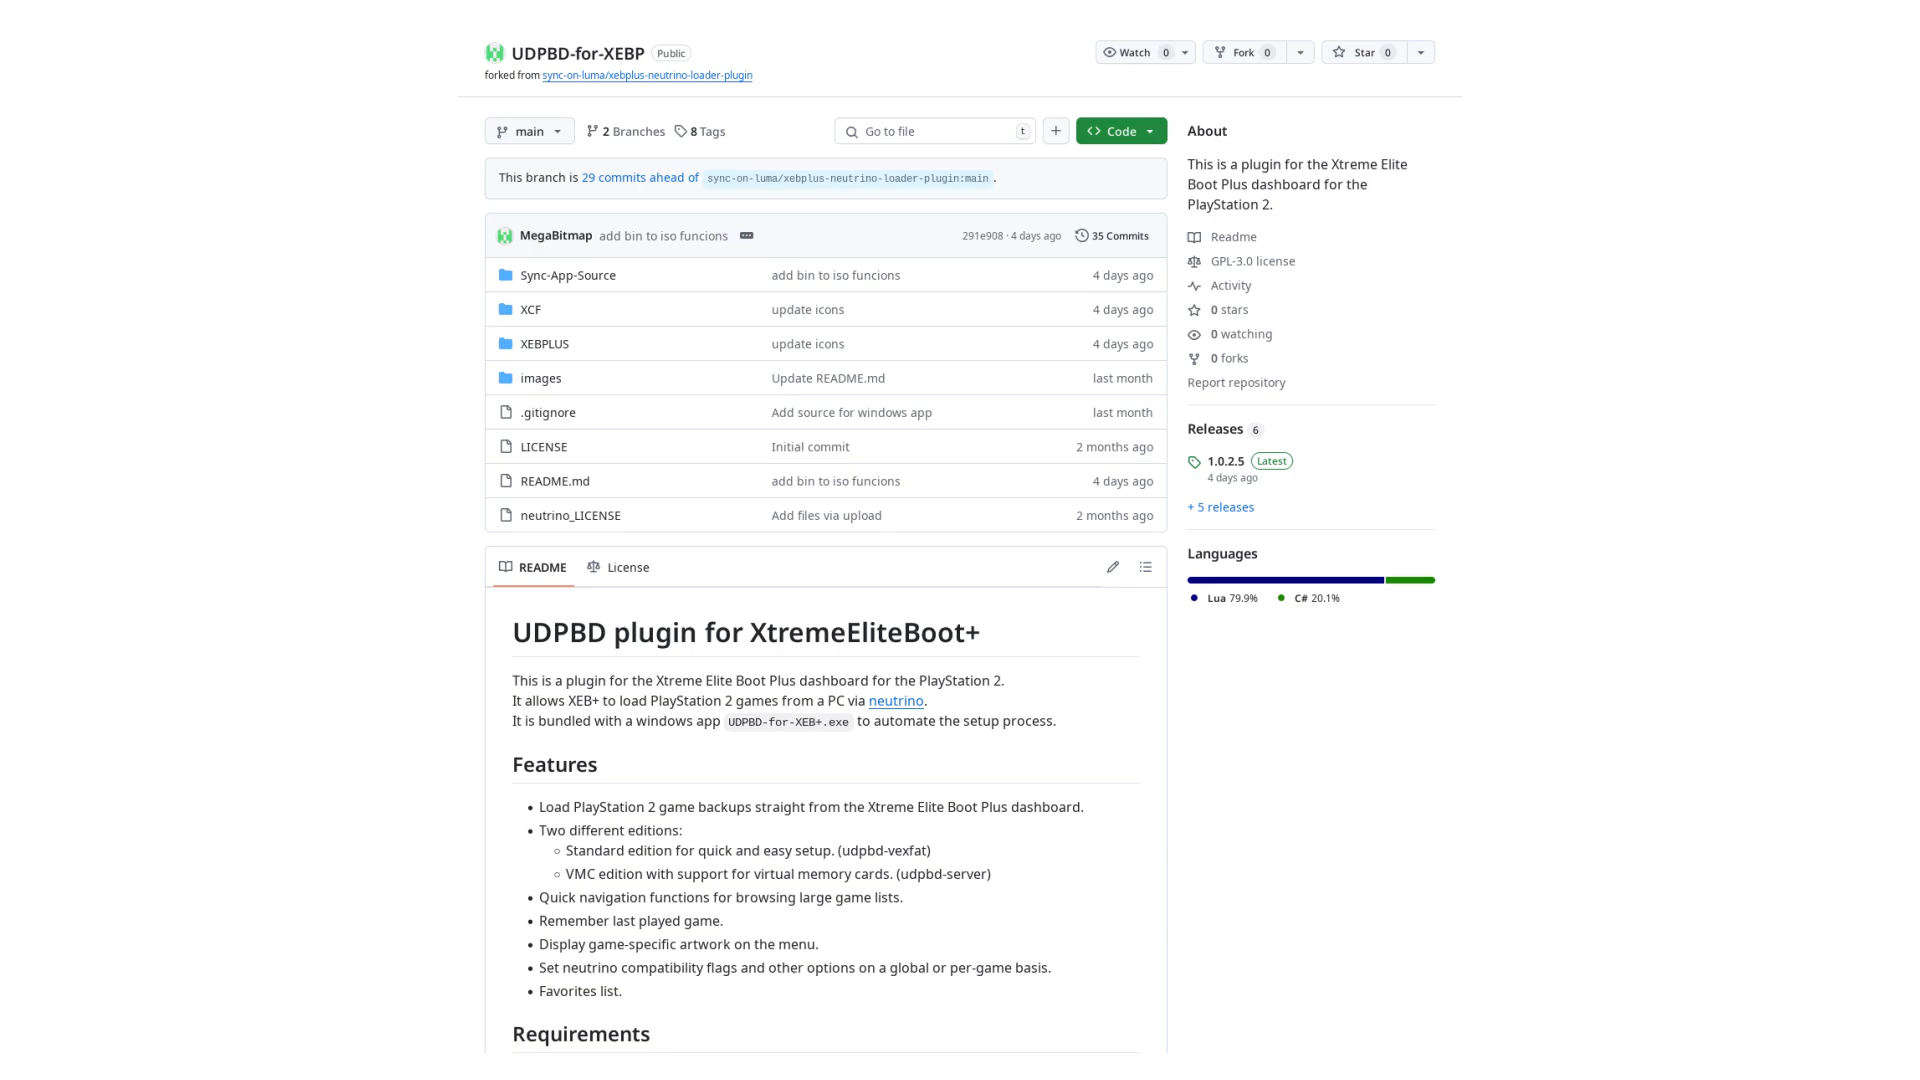 UDPBD-for-XEBP Public
Watch 0
Fork 0
Star 0
forked from sync-on-luma/xebplus-neutrino-loader-plugin
main
2 Branches
8 Tags
Go to file
t
Code
This branch is 29 commits ahead of sync-on-luma/xebplus-neutrino-loader-plugin:main.
MegaBitmap add bin to iso funcions
291e908 · 4 days ago
35 Commits
Sync-App-Source add bin to iso funcions 4 days ago
XCF update icons 4 days ago
XEBPLUS update icons 4 days ago
images Update README.md last month
.gitignore Add source for windows app last month
LICENSE Initial commit 2 months ago
README.md add bin to iso funcions 4 days ago
neutrino_LICENSE Add files via upload 2 months ago
README
License
UDPBD plugin for XtremeEliteBoot+
This is a plugin for the Xtreme Elite Boot Plus dashboard for the PlayStation 2.
It allows XEB+ to load PlayStation 2 games from a PC via neutrino.
It is bundled with a windows app UDPBD-for-XEB+.exe to automate the setup process.
Features
• Load PlayStation 2 game backups straight from the Xtreme Elite Boot Plus dashboard.
• Two different editions:
○ Standard edition for quick and easy setup. (udpbd-vexfat)
○ VMC edition with support for virtual memory cards. (udpbd-server)
• Quick navigation functions for browsing large game lists.
• Remember last played game.
• Display game-specific artwork on the menu.
• Set neutrino compatibility flags and other options on a global or per-game basis.
• Favorites list.
Requirements
About
This is a plugin for the Xtreme Elite
Boot Plus dashboard for the
PlayStation 2.
Readme
GPL-3.0 license
Activity
0 stars
0 watching
0 forks
Report repository
Releases 6
1.0.2.5 Latest
4 days ago
+ 5 releases
Languages
Lua 79.9%
C# 20.1%